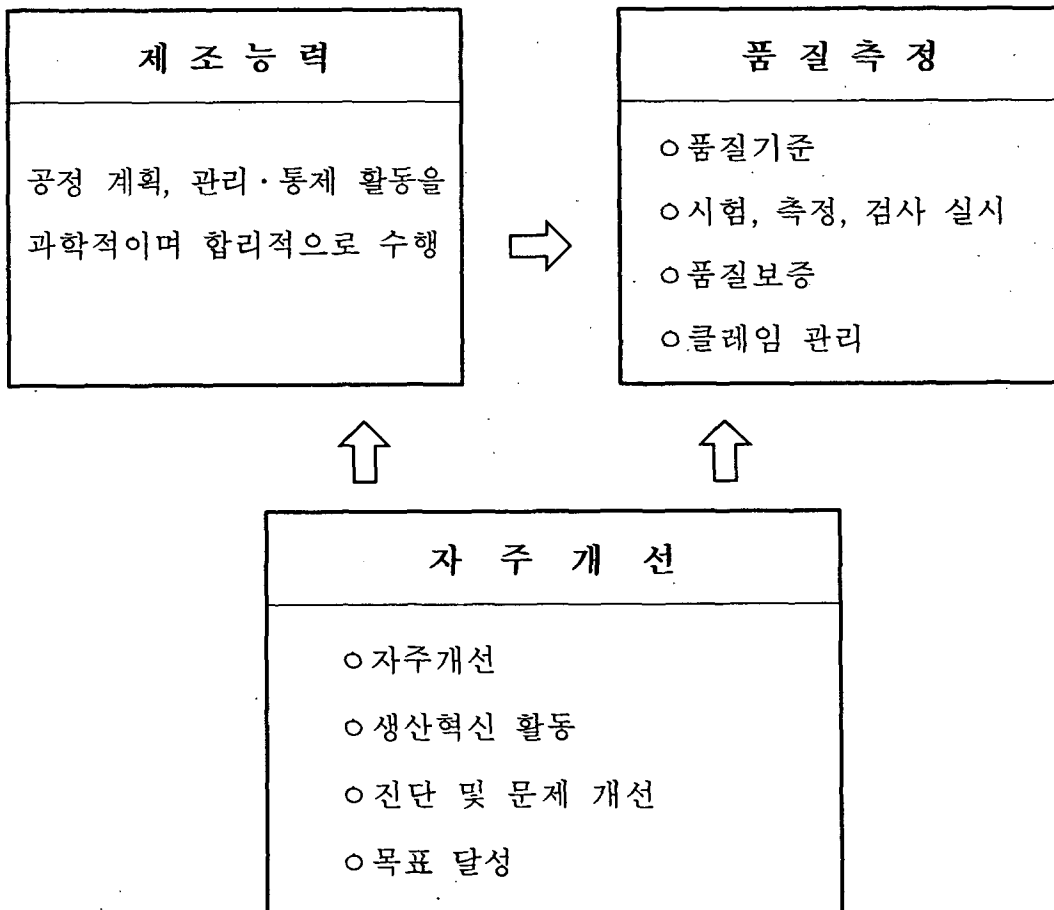 제 조 능 력
공정 계획, 관리·통제 활동을
과학적이며 합리적으로 수행
품 질 측 정
○품질기준
○시험, 측정, 검사 실시
○품질보증
○클레임 관리
자 주 개 선
○자주개선
○생산혁신 활동
○진단 및 문제 개선
○목표 달성